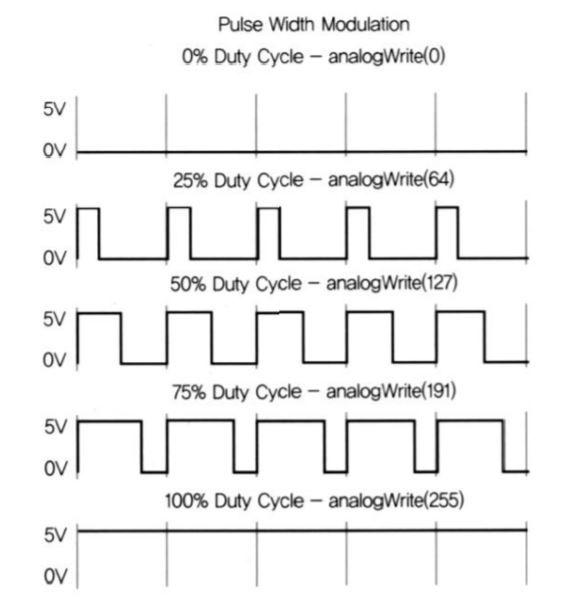 Pulse Width Modulation
0% Duty Cycle – analogWrite(0)
5V
0V
25% Duty Cycle – analogWrite(64)
5V
0V
50% Duty Cycle – analogWrite(127)
5V
0V
75% Duty Cycle – analogWrite(191)
5V
0V
100% Duty Cycle – analogWrite(255)
5V
0V